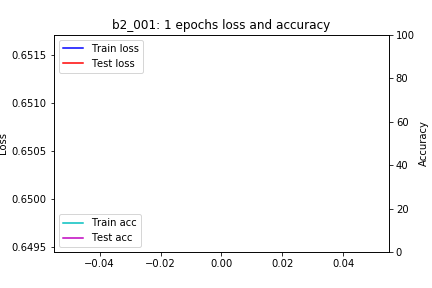 b2_001: 1 epochs loss and accuracy
Train loss
Test loss
Train acc
Test acc
0.6515
0.6510
0.6505
0.6500
0.6495
Loss
100
80
60
40
20
0
Accuracy
−0.04
−0.02
0.00
0.02
0.04